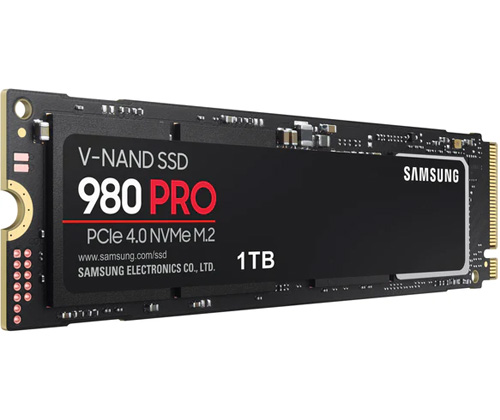 V-NAND SSD
980 PRO
PCIe 4.0 NVMe M.2
www.samsung.com/ssd
SAMSUNG ELECTRONICS CO., LTD.
1TB
SAMSUNG